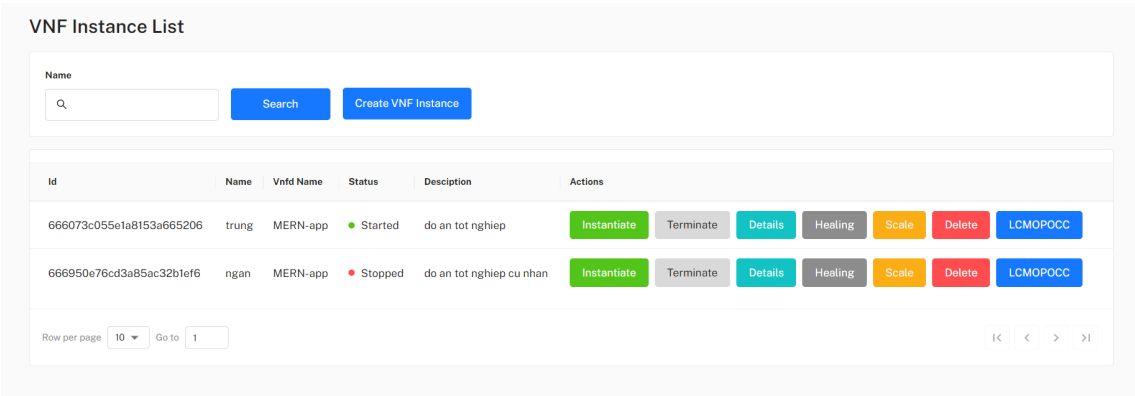 VNF Instance List
Name
Search Create VNF Instance
Id Name Vnfd Name Status Desciption Actions
666073c055e1a8153a665206 trung MERN-app Started do an tot nghiep Instantiate Terminate Details Healing Scale Delete LCMOPOCC
666950e76cd3a85ac32b1ef6 ngan MERN-app Stopped do an tot nghiep cu nhan Instantiate Terminate Details Healing Scale Delete LCMOPOCC
Row per page 10 Go to 1